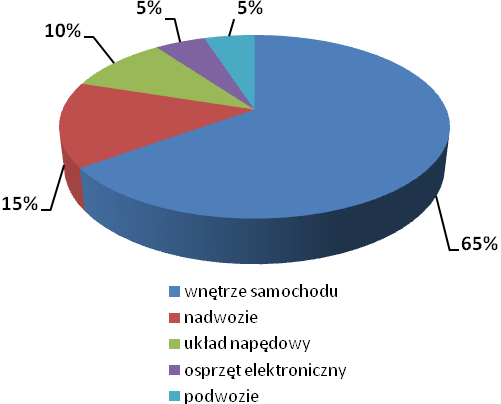 5% 5%
10%
15%
65%
wnętrze samochodu
nadwozie
układ napędowy
osprzęt elektroniczny
podwozie